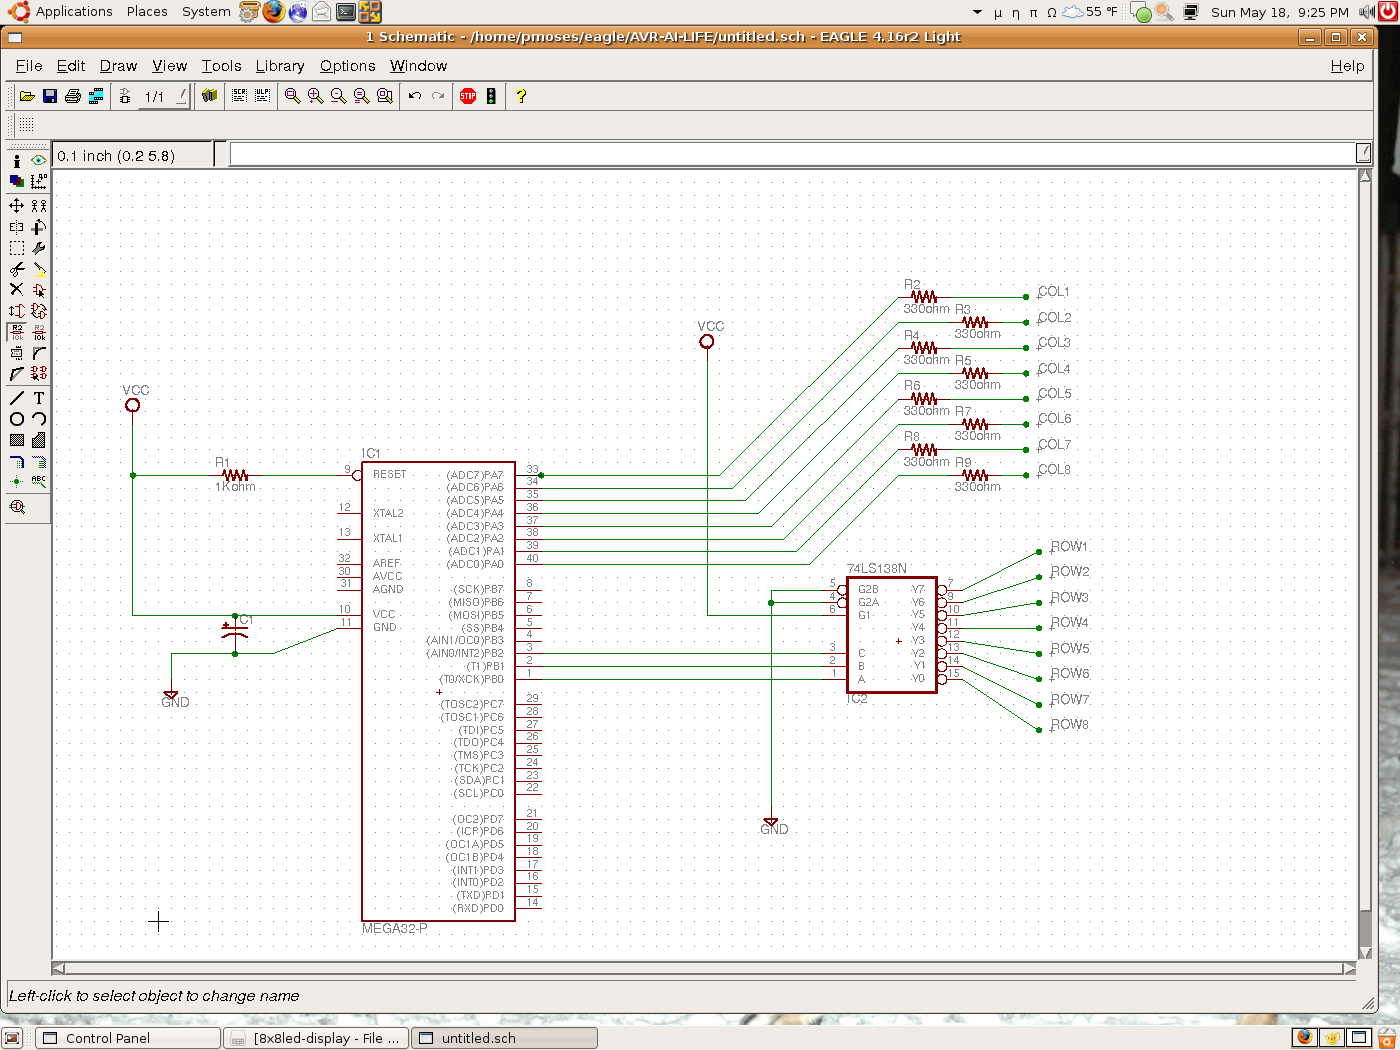 Applications Places System
μ η π Ω 55 °F Sun May 18, 9:25 PM
1 Schematic - /home/pmoses/eagle/AVR-AI-LIFE/untitled.sch - EAGLE 4.16r2 Light
File Edit Draw View Tools Library Options Window Help
1/1 SCR ULP STOP ?
0.1 inch (0.2 5.8)
R2 10k R2 10k
T
ABC
R2
330ohm
COL1
R3
330ohm
COL2
R4
330ohm
COL3
R5
330ohm
COL4
R6
330ohm
COL5
R7
330ohm
COL6
R8
330ohm
COL7
R9
330ohm
COL8
VCC
VCC
R1
1Kohm
C1
GND
IC1
9 RESET (ADC7)PA7 33
(ADC6)PA6 34
(ADC5)PA5 35
12 XTAL2 (ADC4)PA4 36
(ADC3)PA3 37
13 XTAL1 (ADC2)PA2 38
(ADC1)PA1 39
32 AREF (ADC0)PA0 40
30 AVCC
31 AGND (SCK)PB7 8
(MISO)PB6 7
10 VCC (MOSI)PB5 6
11 GND (SS)PB4 5
(AIN1/OC0)PB3 4
(AIN0/INT2)PB2 3
(T1)PB1 2
(T0/XCK)PB0 1
(TOSC2)PC7 29
(TOSC1)PC6 28
(TDI)PC5 27
(TDO)PC4 26
(TMS)PC3 25
(TCK)PC2 24
(SDA)PC1 23
(SCL)PC0 22
(OC2)PD7 21
(ICP)PD6 20
(OC1A)PD5 19
(OC1B)PD4 18
(INT1)PD3 17
(INT0)PD2 16
(TXD)PD1 15
(RXD)PD0 14
MEGA32-P
74LS138N
5 G2B Y7 7
4 G2A Y6 9
6 G1 Y5 10
Y4 11
Y3 12
3 C Y2 13
2 B Y1 14
1 A Y0 15
IC2
GND
ROW1
ROW2
ROW3
ROW4
ROW5
ROW6
ROW7
ROW8
Left-click to select object to change name
Control Panel [8x8led-display - File ... untitled.sch